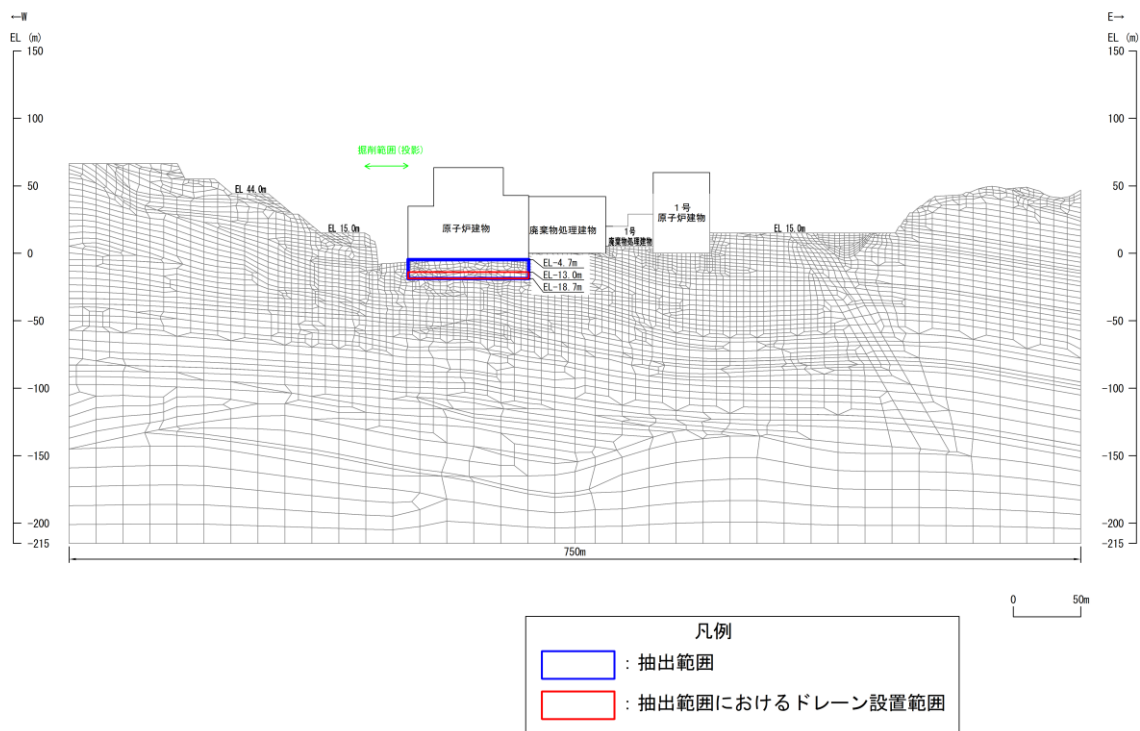 ←W
E→
EL (m)
EL (m)
150
150
100
100
掘削範囲(投影)
50
50
EL 44.0m
1号
原子炉建物
EL 15.0m
原子炉建物
廃棄物処理建物
1号
廃棄物処理建物
EL 15.0m
0
0
EL-4.7m
EL-13.0m
EL-18.7m
-50
-50
-100
-100
-150
-150
-200
-200
-215
-215
750m
0
50m
凡例
：抽出範囲
：抽出範囲におけるドレーン設置範囲